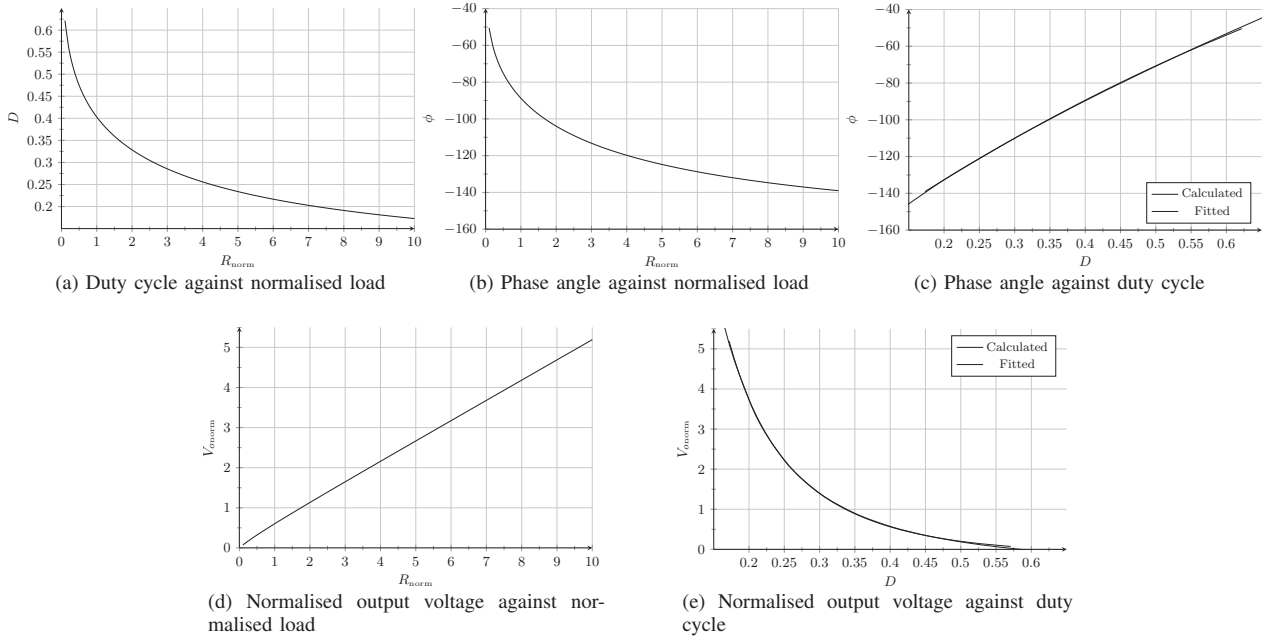 0.6
0.55
0.5
0.45
0.4
0.35
0.3
0.25
0.2
D
0 1 2 3 4 5 6 7 8 9 10
R_norm
(a) Duty cycle against normalised load
−40
−60
−80
−100
−120
−140
−160
ϕ
0 1 2 3 4 5 6 7 8 9 10
R_norm
(b) Phase angle against normalised load
−40
−60
−80
−100
−120
−140
−160
ϕ
Calculated
Fitted
0.2 0.25 0.3 0.35 0.4 0.45 0.5 0.55 0.6
D
(c) Phase angle against duty cycle
5
4
3
2
1
0
V_onorm
0 1 2 3 4 5 6 7 8 9 10
R_norm
(d) Normalised output voltage against nor-
malised load
5
4
3
2
1
0
V_onorm
Calculated
Fitted
0.2 0.25 0.3 0.35 0.4 0.45 0.5 0.55 0.6
D
(e) Normalised output voltage against duty
cycle